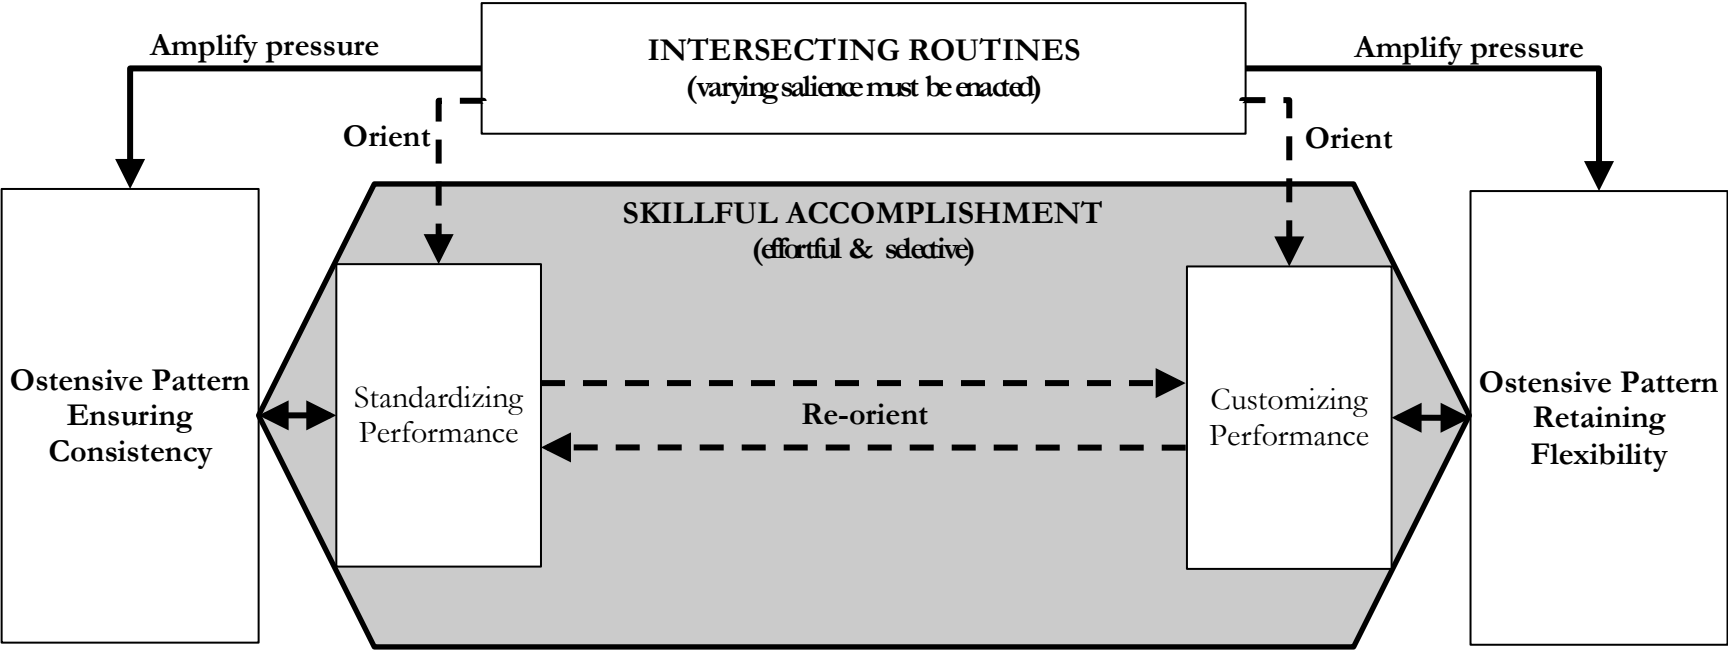 Amplify pressure
INTERSECTING ROUTINES
(varying salience must be enacted)
Amplify pressure
Orient
Orient
SKILLFUL ACCOMPLISHMENT
(effortful & selective)
Ostensive Pattern
Ensuring
Consistency
Standardizing
Performance
Re-orient
Customizing
Performance
Ostensive Pattern
Retaining
Flexibility